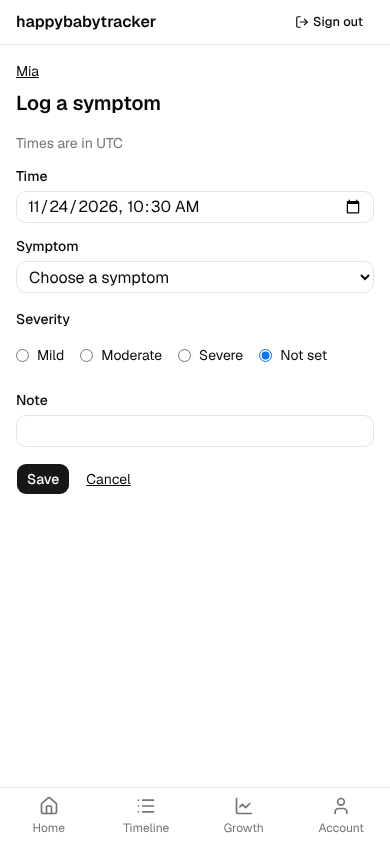 happybabytracker
Sign out
Mia
Log a symptom
Times are in UTC
Time
11/24/2026, 10:30 AM
Symptom
Choose a symptom
Severity
Mild Moderate Severe Not set
Note
Save Cancel
Home Timeline Growth Account